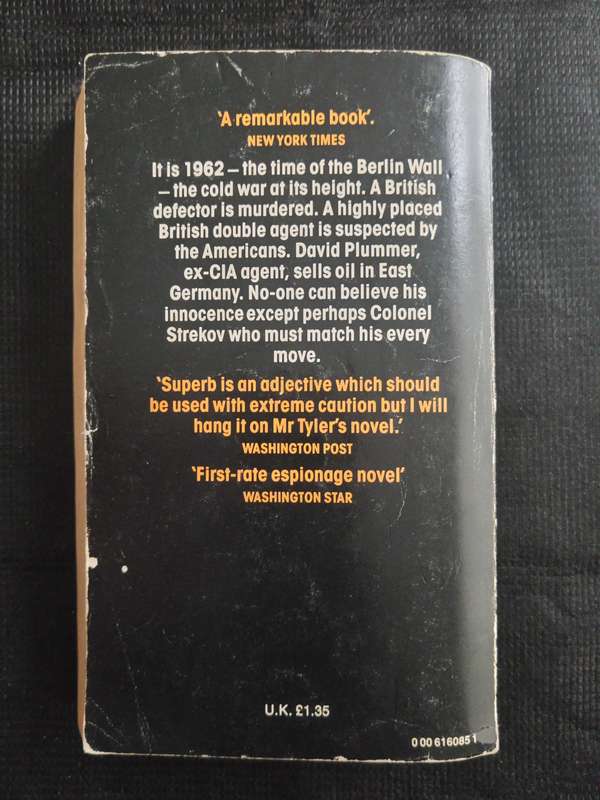 ‘A remarkable book’.
NEW YORK TIMES
It is 1962 – the time of the Berlin Wall
– the cold war at its height. A British
defector is murdered. A highly placed
British double agent is suspected by
the Americans. David Plummer,
ex-CIA agent, sells oil in East
Germany. No-one can believe his
innocence except perhaps Colonel
Strekov who must match his every
move.
‘Superb is an adjective which should
be used with extreme caution but I will
hang it on Mr Tyler’s novel.’
WASHINGTON POST
‘First-rate espionage novel’
WASHINGTON STAR
U.K. £1.35
0 00 616085 1